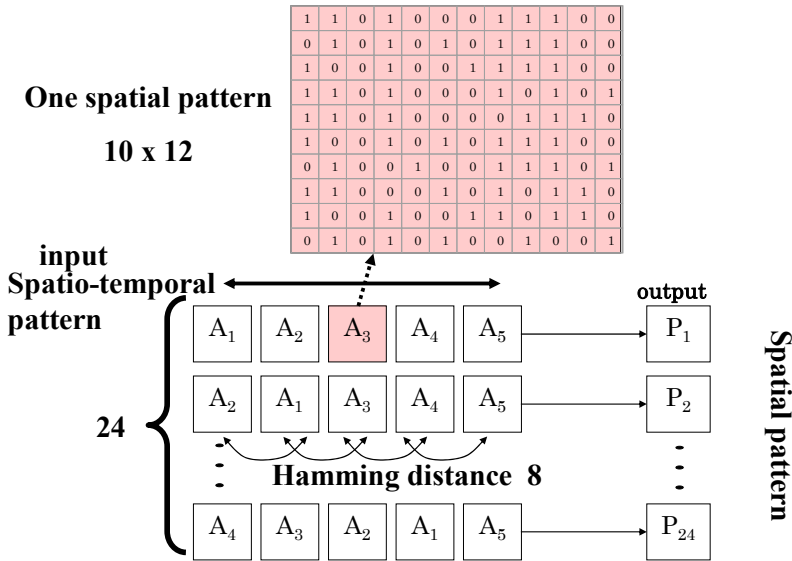 1 1 0 1 0 0 0 1 1 1 0 0
0 1 0 1 0 1 0 1 1 1 0 0
1 0 0 1 0 0 1 1 1 1 0 0
1 1 0 1 0 0 0 1 0 1 0 1
1 0 0 1 0 0 0 0 1 1 1 0
1 0 0 1 0 1 0 1 1 1 0 0
0 1 0 0 1 0 0 1 1 1 0 1
1 1 0 0 0 1 0 1 0 1 1 0
1 0 0 1 0 0 1 1 0 1 1 0
0 1 0 1 0 1 0 0 1 0 0 1
One spatial pattern
10 x 12
input
Spatio-temporal
pattern
output
A1 A2 A3 A4 A5 P1
A2 A1 A3 A4 A5 P2
24
Hamming distance 8
A4 A3 A2 A1 A5 P24
Spatial pattern